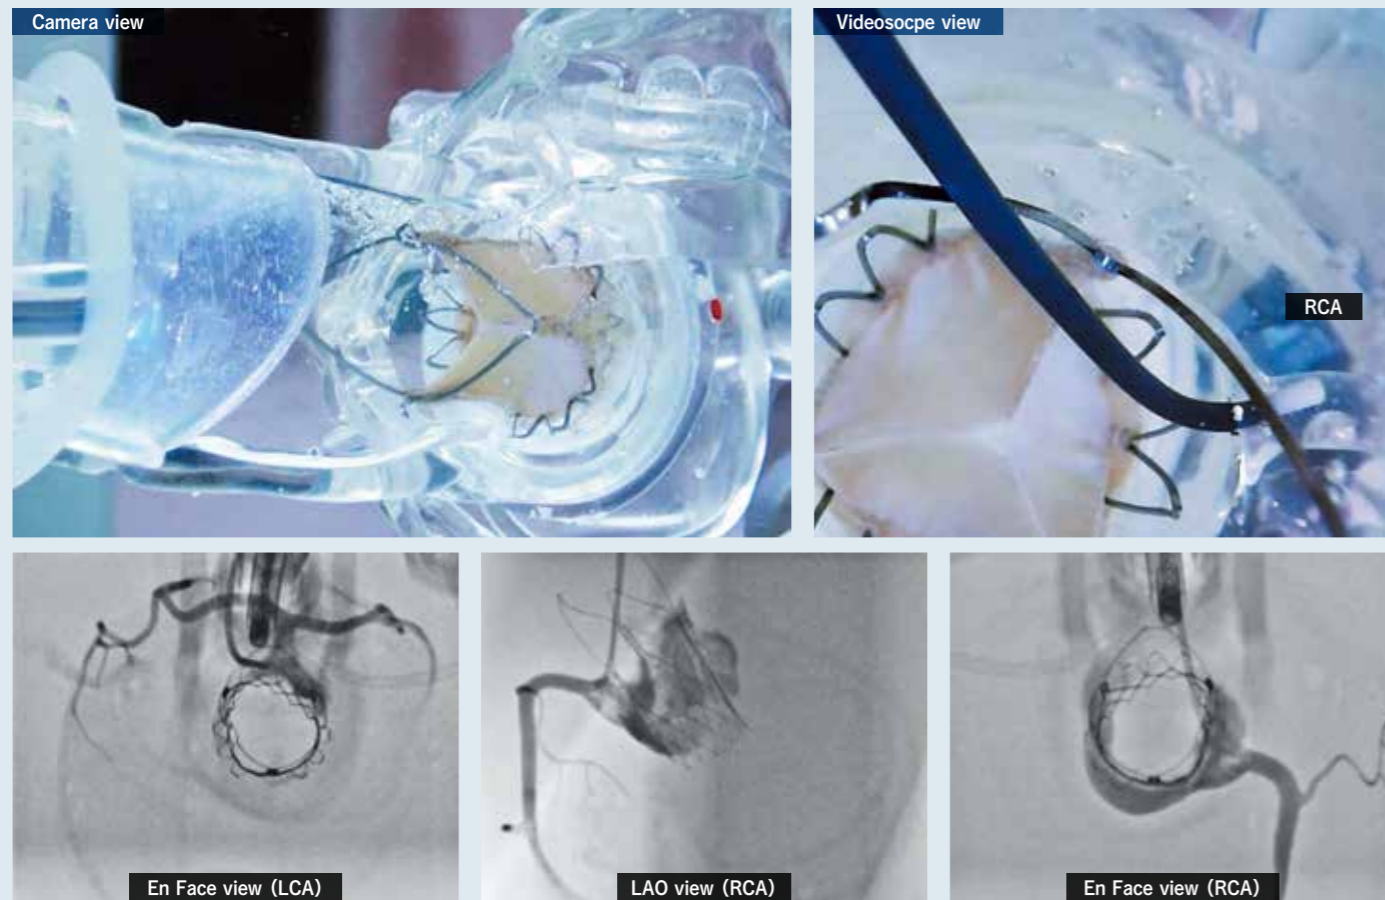 Camera view
Videosocpe view
RCA
En Face view (LCA)
LAO view (RCA)
En Face view (RCA)